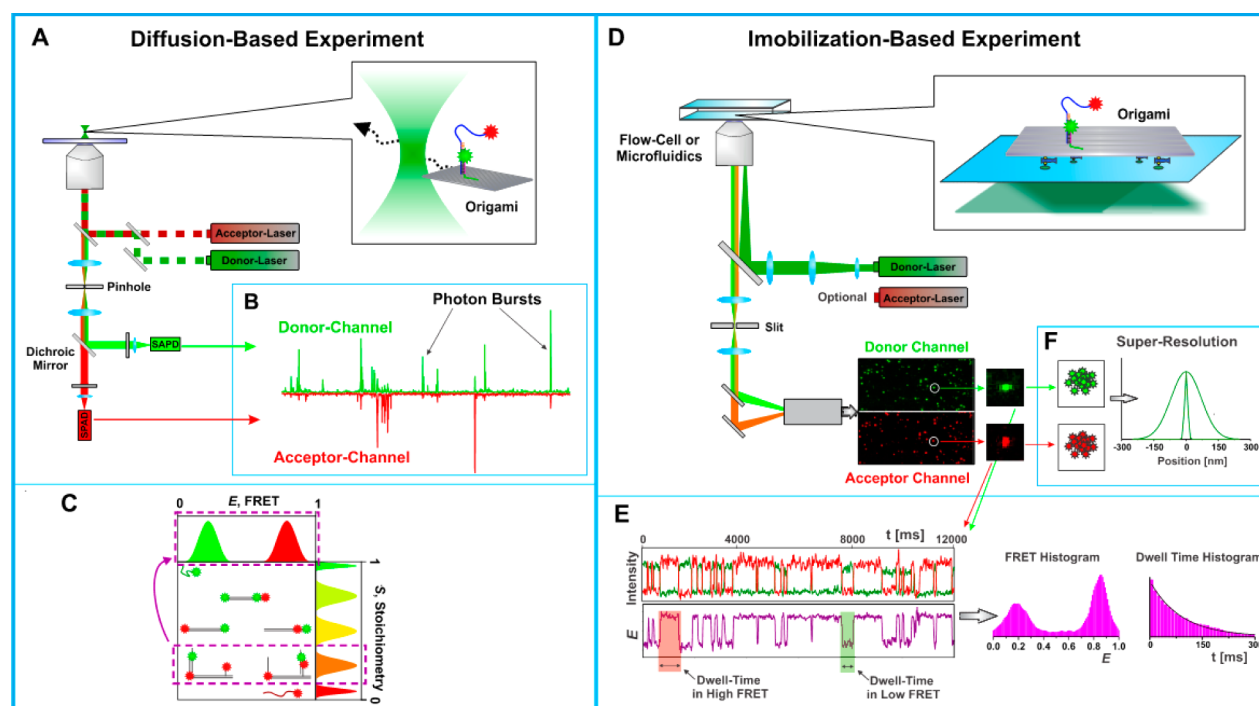 A
Diffusion-Based Experiment
Origami
Acceptor-Laser
Donor-Laser
Pinhole
Dichroic
Mirror
SAPD
SPAD
B
Photon Bursts
Donor-Channel
Acceptor-Channel
C
0
E, FRET
1
1
S, Stoichiometry
0
D
Imobilization-Based Experiment
Flow-Cell or
Microfluidics
Origami
Donor-Laser
Optional
Acceptor-Laser
Slit
Donor Channel
Acceptor Channel
F
Super-Resolution
-300 -150 0 150 300
Position [nm]
E
0 4000 8000 t [ms] 12000
Intensity
E
Dwell-Time
in High FRET
Dwell-Time
in Low FRET
FRET Histogram
0.0 0.2 0.4 0.6 0.8 1.0
E
Dwell Time Histogram
0 150 300
t [ms]